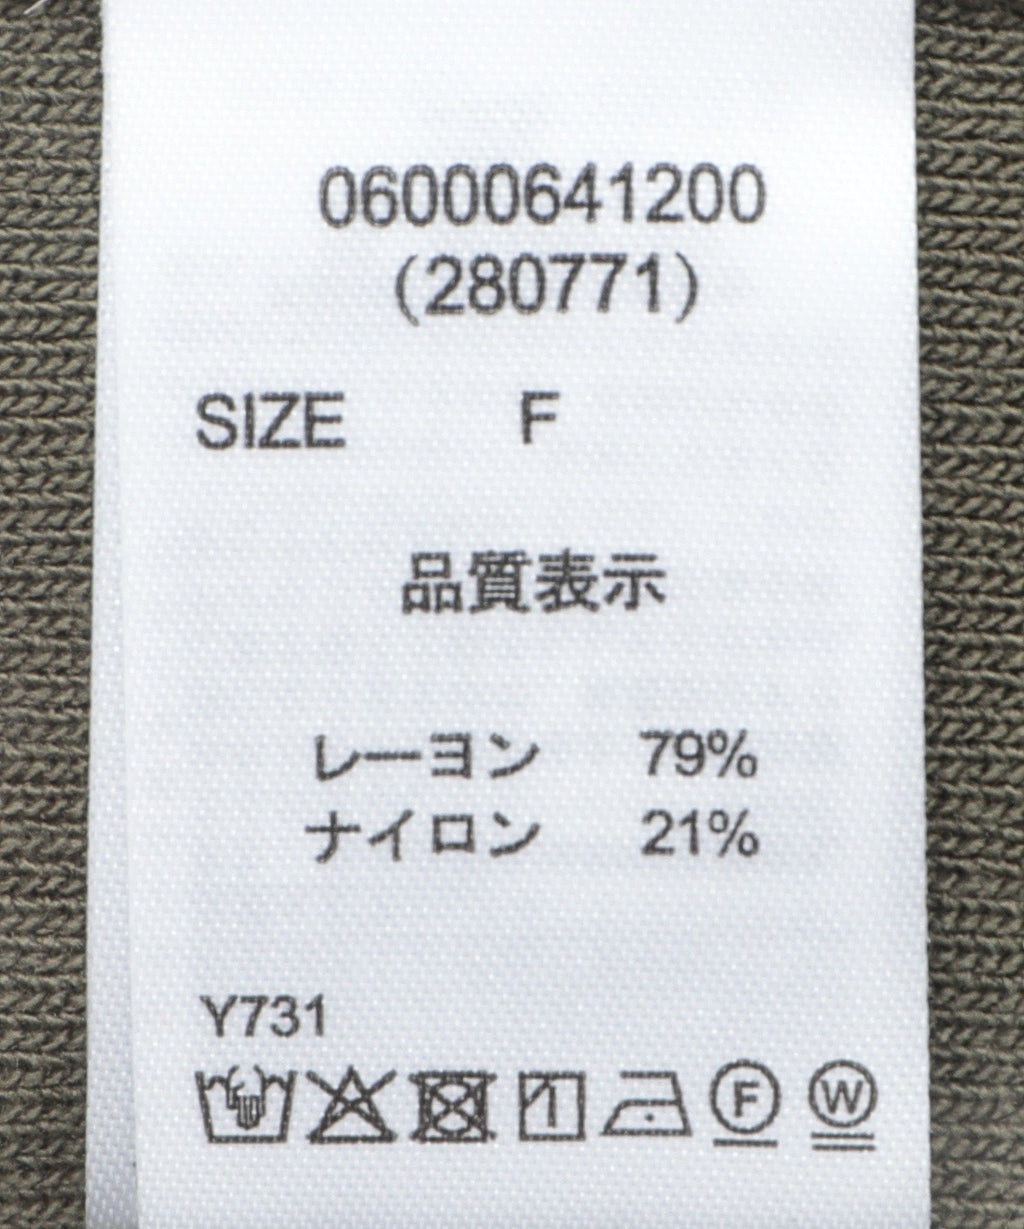 06000641200
(280771)
SIZE F
品質表示
レーヨン 79%
ナイロン 21%
Y731
F W